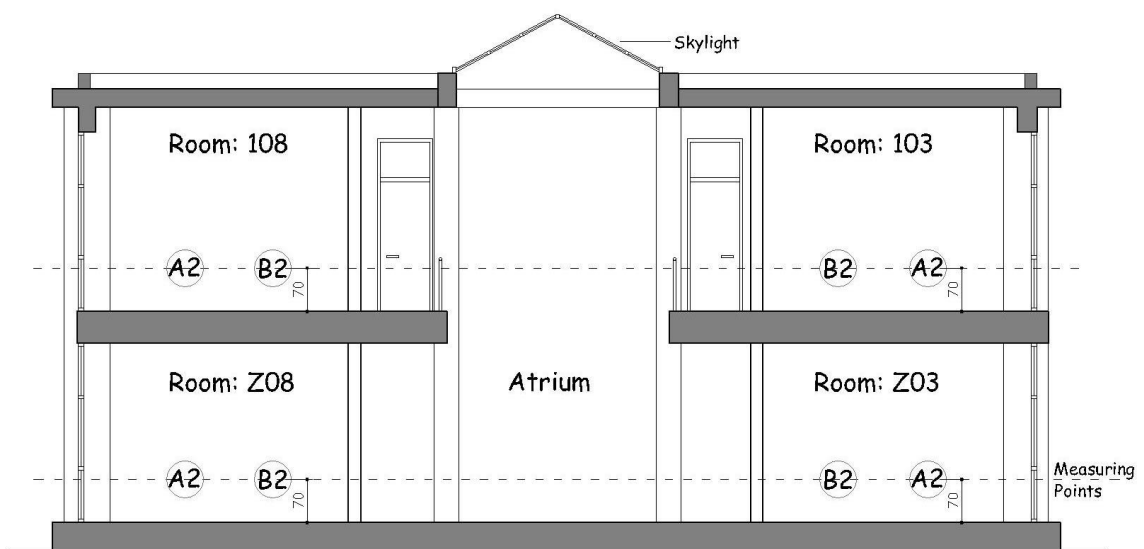 Skylight
Room: 108
Room: 103
A2
B2
70
B2
A2
70
Room: Z08
Atrium
Room: Z03
A2
B2
70
B2
A2
70
Measuring
Points